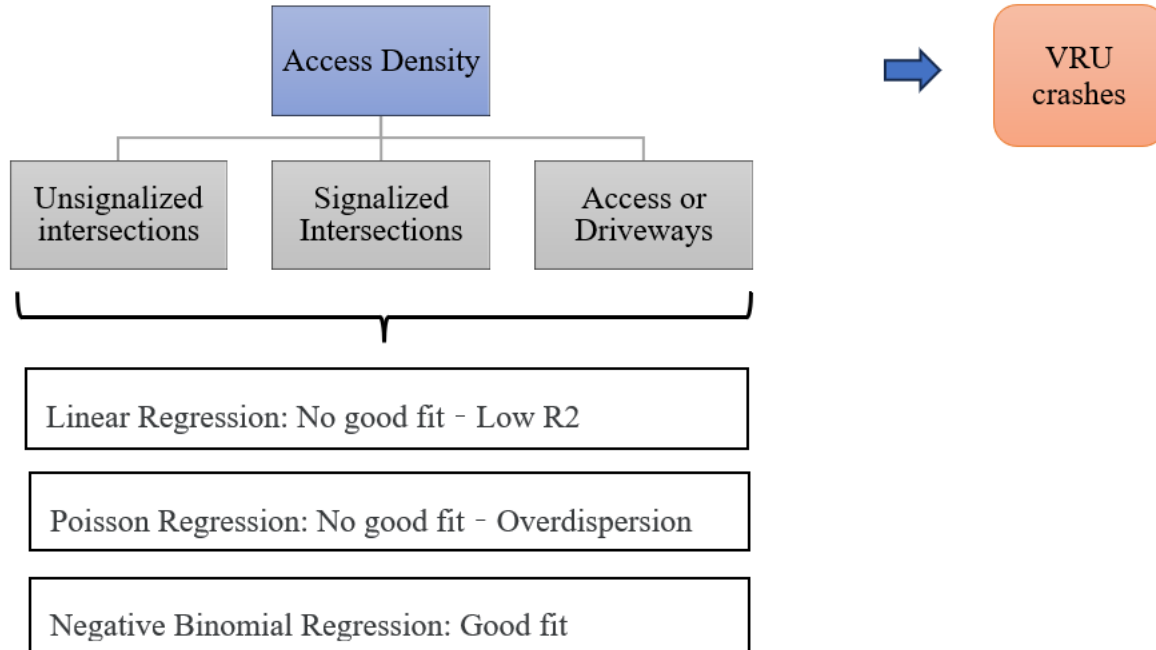 Access Density
VRU
crashes
Unsignalized
intersections
Signalized
Intersections
Access or
Driveways
Linear Regression: No good fit - Low R2
Poisson Regression: No good fit - Overdispersion
Negative Binomial Regression: Good fit